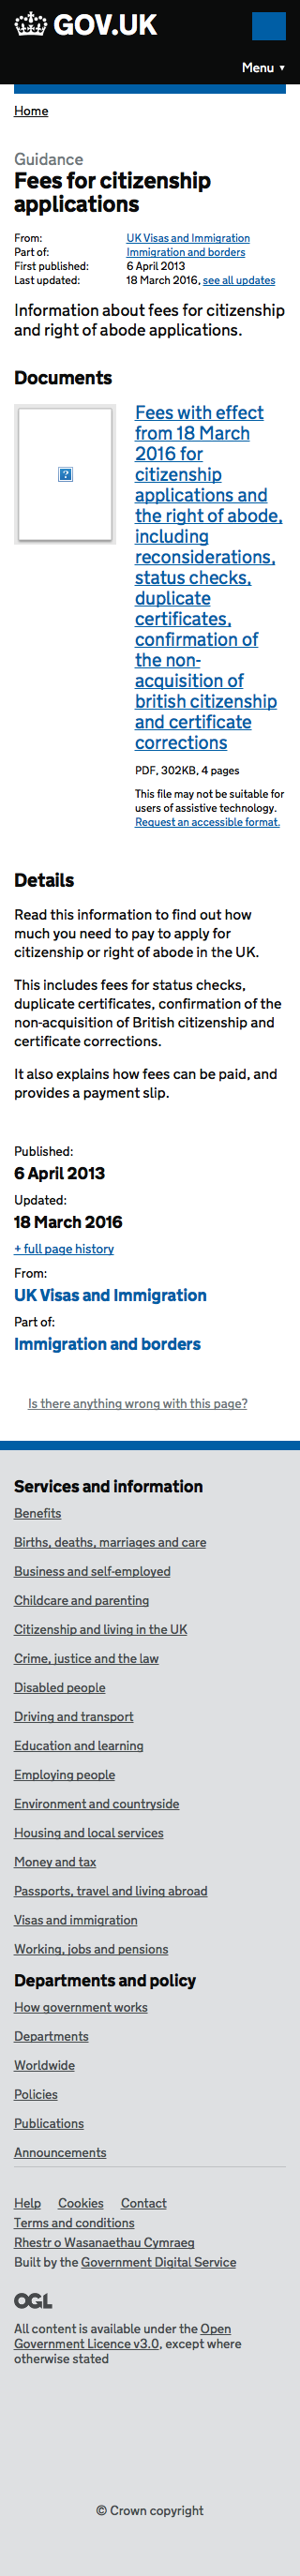 GOV.UK
Menu ▼
Home
Guidance
Fees for citizenship
applications
From: UK Visas and Immigration
Part of: Immigration and borders
First published: 6 April 2013
Last updated: 18 March 2016, see all updates
Information about fees for citizenship
and right of abode applications.
Documents
Fees with effect
from 18 March
2016 for
citizenship
applications and
the right of abode,
including
reconsiderations,
status checks,
duplicate
certificates,
confirmation of
the non-
acquisition of
british citizenship
and certificate
corrections
PDF, 302KB, 4 pages
This file may not be suitable for
users of assistive technology.
Request an accessible format.
Details
Read this information to find out how
much you need to pay to apply for
citizenship or right of abode in the UK.
This includes fees for status checks,
duplicate certificates, confirmation of the
non-acquisition of British citizenship and
certificate corrections.
It also explains how fees can be paid, and
provides a payment slip.
Published:
6 April 2013
Updated:
18 March 2016
+ full page history
From:
UK Visas and Immigration
Part of:
Immigration and borders
Is there anything wrong with this page?
Services and information
Benefits
Births, deaths, marriages and care
Business and self-employed
Childcare and parenting
Citizenship and living in the UK
Crime, justice and the law
Disabled people
Driving and transport
Education and learning
Employing people
Environment and countryside
Housing and local services
Money and tax
Passports, travel and living abroad
Visas and immigration
Working, jobs and pensions
Departments and policy
How government works
Departments
Worldwide
Policies
Publications
Announcements
Help Cookies Contact
Terms and conditions
Rhestr o Wasanaethau Cymraeg
Built by the Government Digital Service
OGL
All content is available under the Open
Government Licence v3.0, except where
otherwise stated
© Crown copyright